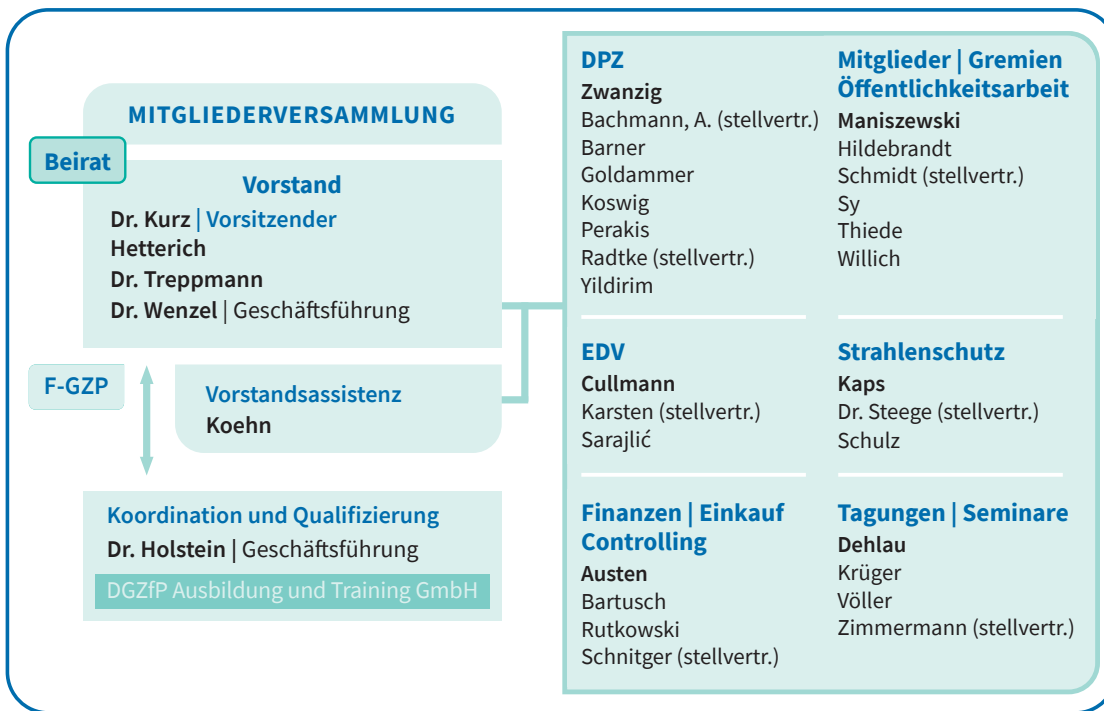 MITGLIEDERVERSAMMLUNG
Beirat
Vorstand
Dr. Kurz | Vorsitzender
Hetterich
Dr. Treppmann
Dr. Wenzel | Geschäftsführung
F-GZP
Vorstandsassistenz
Koehn
Koordination und Qualifizierung
Dr. Holstein | Geschäftsführung
DGZfP Ausbildung und Training GmbH
DPZ
Zwanzig
Bachmann, A. (stellvertr.)
Barner
Goldammer
Koswig
Perakis
Radtke (stellvertr.)
Yildirim
Mitglieder | Gremien
Öffentlichkeitsarbeit
Maniszewski
Hildebrandt
Schmidt (stellvertr.)
Sy
Thiede
Willich
EDV
Cullmann
Karsten (stellvertr.)
Sarajlić
Strahlenschutz
Kaps
Dr. Steege (stellvertr.)
Schulz
Finanzen | Einkauf
Controlling
Austen
Bartusch
Rutkowski
Schnitger (stellvertr.)
Tagungen | Seminare
Dehlau
Krüger
Völler
Zimmermann (stellvertr.)